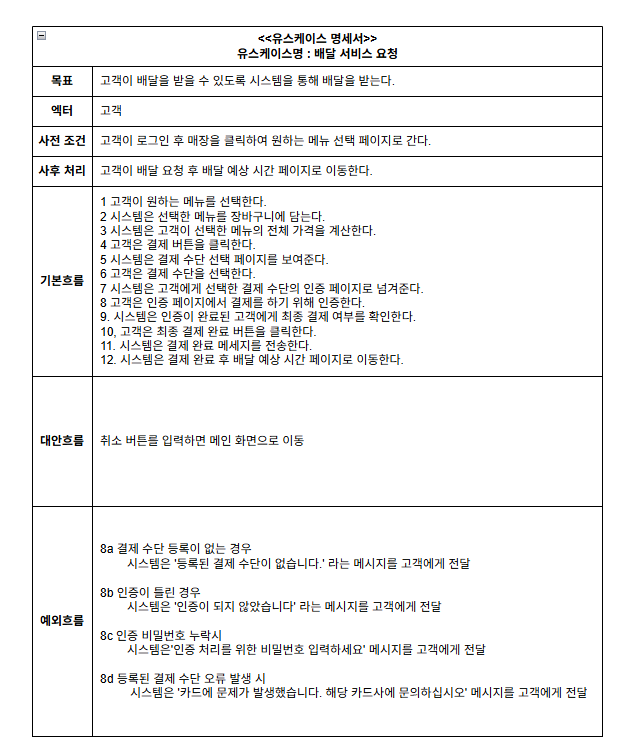 <<유스케이스 명세서>>
유스케이스명 : 배달 서비스 요청
목표
고객이 배달을 받을 수 있도록 시스템을 통해 배달을 받는다.
엑터
고객
사전 조건
고객이 로그인 후 매장을 클릭하여 원하는 메뉴 선택 페이지로 간다.
사후 처리
고객이 배달 요청 후 배달 예상 시간 페이지로 이동한다.
기본흐름
1 고객이 원하는 메뉴를 선택한다.
2 시스템은 선택한 메뉴를 장바구니에 담는다.
3 시스템은 고객이 선택한 메뉴의 전체 가격을 계산한다.
4 고객은 결제 버튼을 클릭한다.
5 시스템은 결제 수단 선택 페이지를 보여준다.
6 고객은 결제 수단을 선택한다.
7 시스템은 고객에게 선택한 결제 수단의 인증 페이지로 넘겨준다.
8 고객은 인증 페이지에서 결제를 하기 위해 인증한다.
9. 시스템은 인증이 완료된 고객에게 최종 결제 여부를 확인한다.
10, 고객은 최종 결제 완료 버튼을 클릭한다.
11. 시스템은 결제 완료 메세지를 전송한다.
12. 시스템은 결제 완료 후 배달 예상 시간 페이지로 이동한다.
대안흐름
취소 버튼를 입력하면 메인 화면으로 이동
예외흐름
8a 결제 수단 등록이 없는 경우
시스템은 '등록된 결제 수단이 없습니다.' 라는 메시지를 고객에게 전달
8b 인증이 틀린 경우
시스템은 '인증이 되지 않았습니다' 라는 메시지를 고객에게 전달
8c 인증 비밀번호 누락시
시스템은'인증 처리를 위한 비밀번호 입력하세요' 메시지를 고객에게 전달
8d 등록된 결제 수단 오류 발생 시
시스템은 '카드에 문제가 발생했습니다. 해당 카드사에 문의하십시오' 메시지를 고객에게 전달